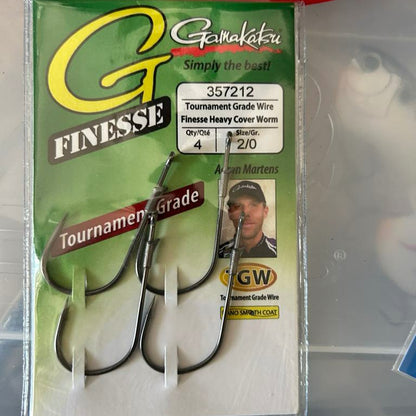 G
FINESSE
Gamakatsu
Simply the best!
357212
Tournament Grade Wire
Finesse Heavy Cover Worm
Qty/Qté Size/Gr.
4 2/0
Aaron Martens
Tournament Grade
TGW
Tournament Grade Wire
NANO SMOOTH COAT